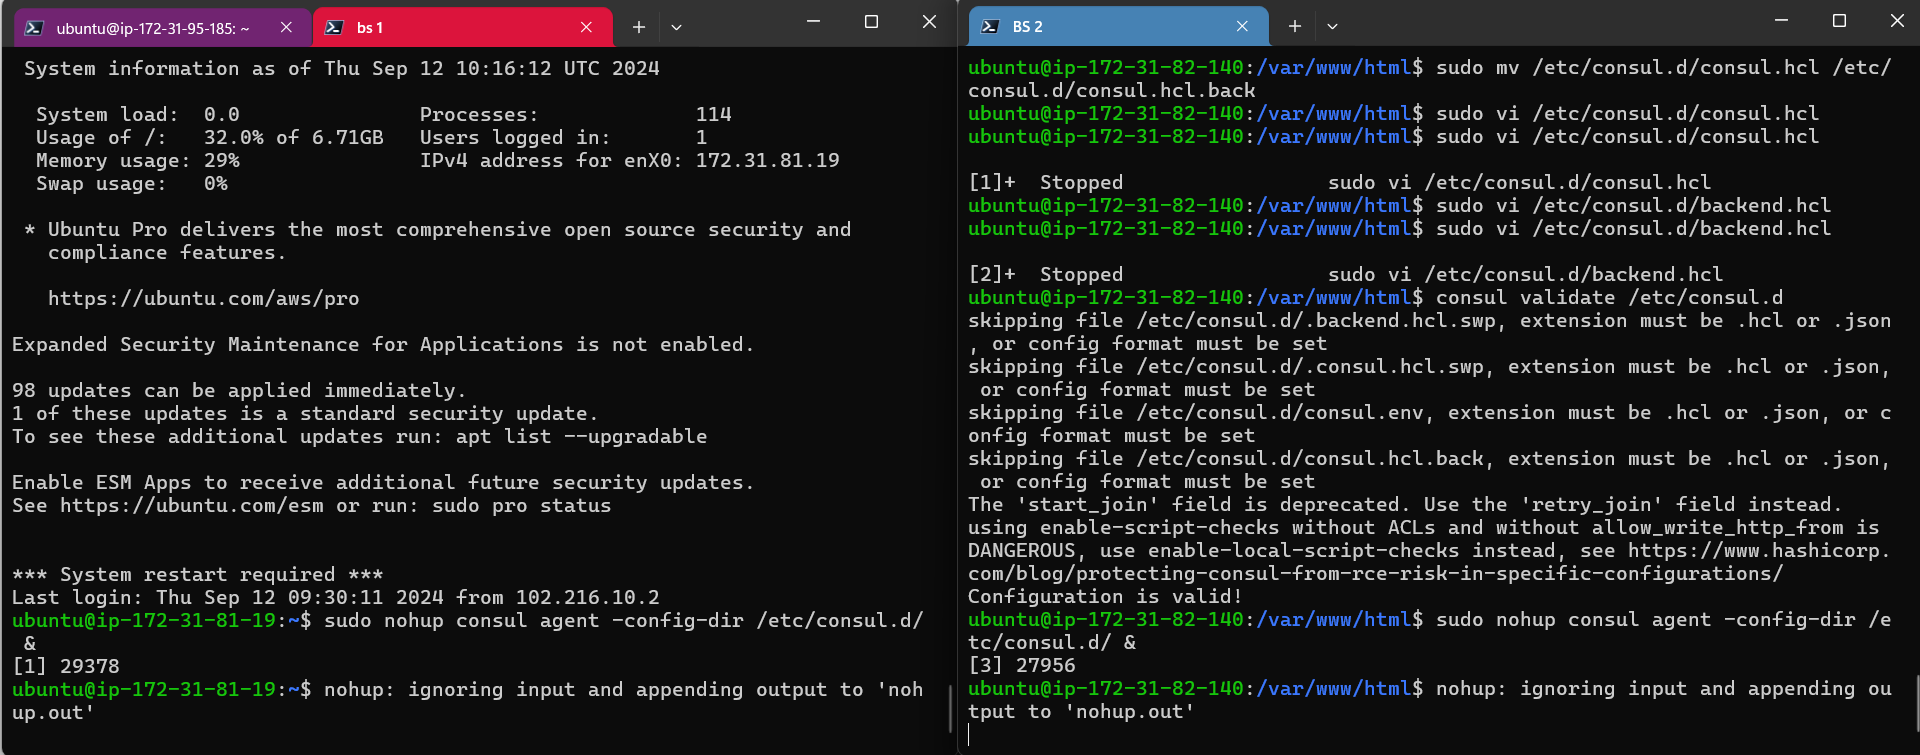 ubuntu@ip-172-31-95-185: ~
bs 1
System information as of Thu Sep 12 10:16:12 UTC 2024
System load:  0.0               Processes:             114
Usage of /:   32.0% of 6.71GB   Users logged in:       1
Memory usage: 29%               IPv4 address for enX0: 172.31.81.19
Swap usage:   0%
* Ubuntu Pro delivers the most comprehensive open source security and
compliance features.
https://ubuntu.com/aws/pro
Expanded Security Maintenance for Applications is not enabled.
98 updates can be applied immediately.
1 of these updates is a standard security update.
To see these additional updates run: apt list --upgradable
Enable ESM Apps to receive additional future security updates.
See https://ubuntu.com/esm or run: sudo pro status
*** System restart required ***
Last login: Thu Sep 12 09:30:11 2024 from 102.216.10.2
ubuntu@ip-172-31-81-19:~$ sudo nohup consul agent -config-dir /etc/consul.d/
&
[1] 29378
ubuntu@ip-172-31-81-19:~$ nohup: ignoring input and appending output to 'noh
up.out'
BS 2
ubuntu@ip-172-31-82-140:/var/www/html$ sudo mv /etc/consul.d/consul.hcl /etc/
consul.d/consul.hcl.back
ubuntu@ip-172-31-82-140:/var/www/html$ sudo vi /etc/consul.d/consul.hcl
ubuntu@ip-172-31-82-140:/var/www/html$ sudo vi /etc/consul.d/consul.hcl
[1]+  Stopped                 sudo vi /etc/consul.d/consul.hcl
ubuntu@ip-172-31-82-140:/var/www/html$ sudo vi /etc/consul.d/backend.hcl
ubuntu@ip-172-31-82-140:/var/www/html$ sudo vi /etc/consul.d/backend.hcl
[2]+  Stopped                 sudo vi /etc/consul.d/backend.hcl
ubuntu@ip-172-31-82-140:/var/www/html$ consul validate /etc/consul.d
skipping file /etc/consul.d/.backend.hcl.swp, extension must be .hcl or .json
, or config format must be set
skipping file /etc/consul.d/.consul.hcl.swp, extension must be .hcl or .json,
or config format must be set
skipping file /etc/consul.d/consul.env, extension must be .hcl or .json, or c
onfig format must be set
skipping file /etc/consul.d/consul.hcl.back, extension must be .hcl or .json,
or config format must be set
The 'start_join' field is deprecated. Use the 'retry_join' field instead.
using enable-script-checks without ACLs and without allow_write_http_from is
DANGEROUS, use enable-local-script-checks instead, see https://www.hashicorp.
com/blog/protecting-consul-from-rce-risk-in-specific-configurations/
Configuration is valid!
ubuntu@ip-172-31-82-140:/var/www/html$ sudo nohup consul agent -config-dir /e
tc/consul.d/ &
[3] 27956
ubuntu@ip-172-31-82-140:/var/www/html$ nohup: ignoring input and appending ou
tput to 'nohup.out'